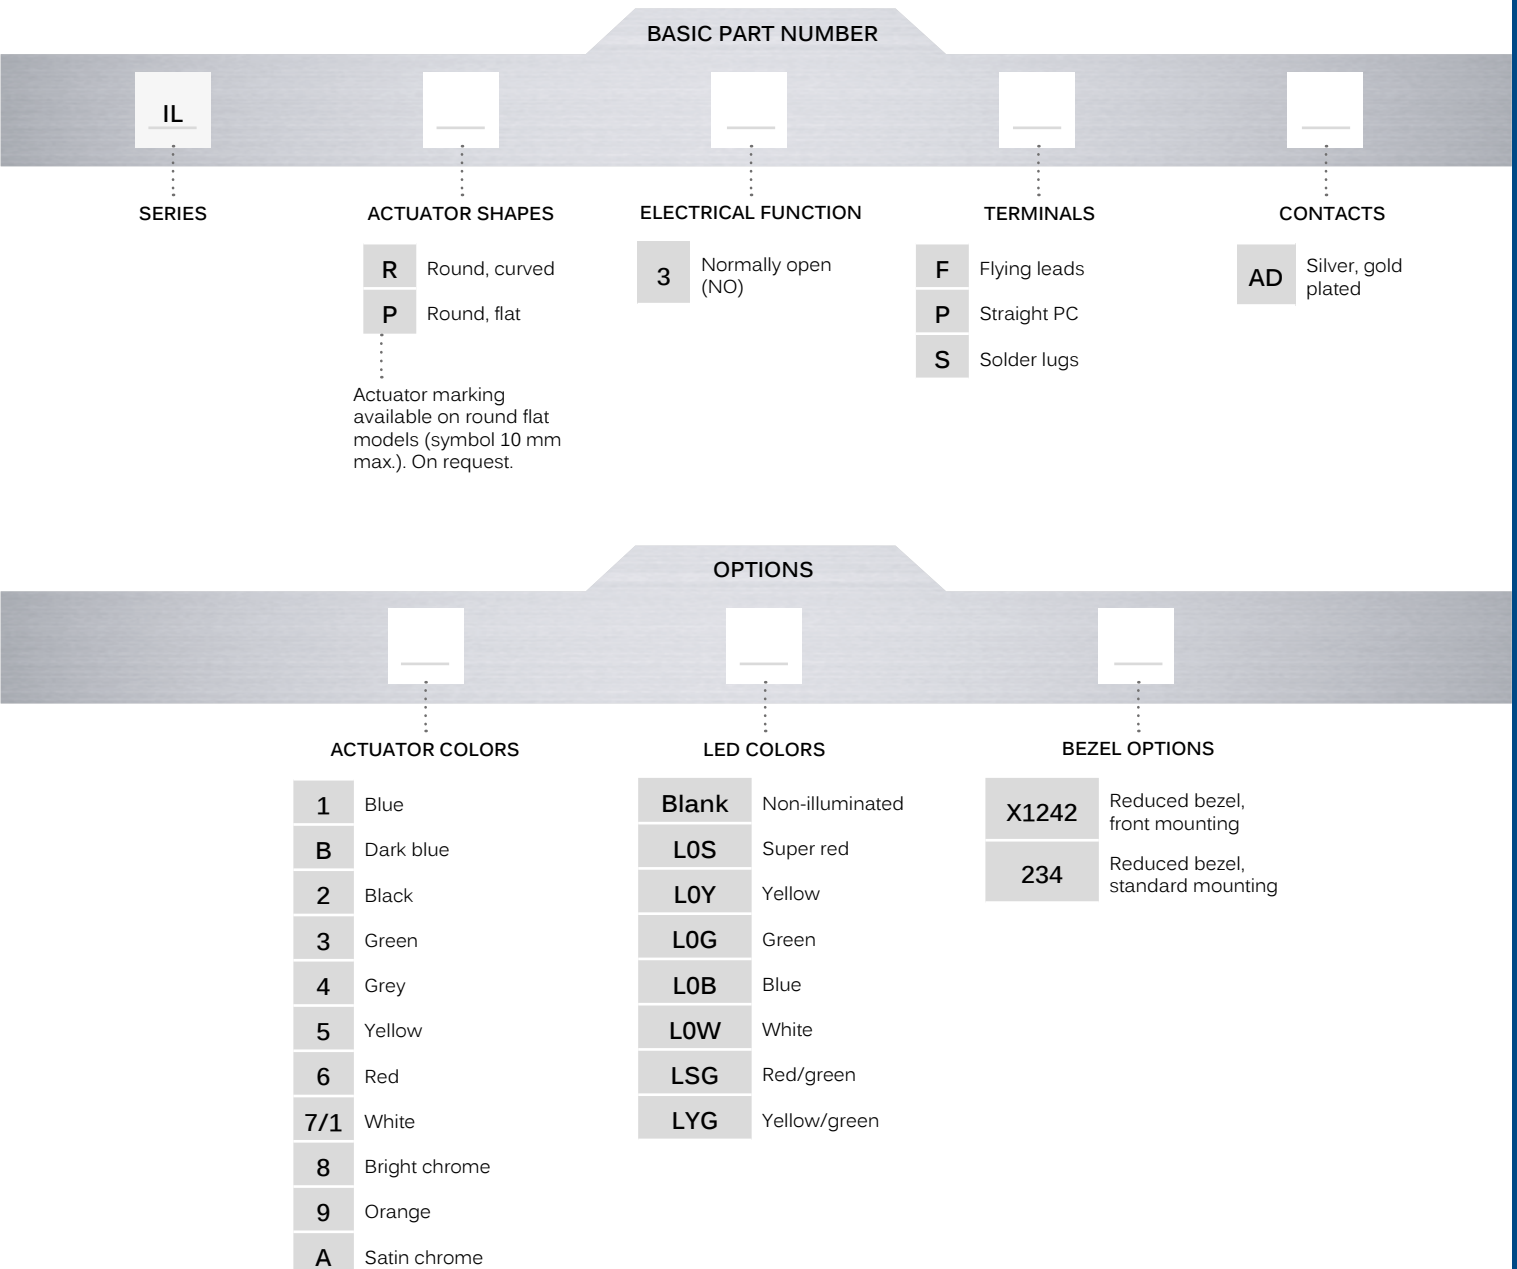 BASIC PART NUMBER
IL
SERIES
ACTUATOR SHAPES
R Round, curved
P Round, flat
Actuator marking
available on round flat
models (symbol 10 mm
max.). On request.
ELECTRICAL FUNCTION
3 Normally open
(NO)
TERMINALS
F Flying leads
P Straight PC
S Solder lugs
CONTACTS
AD Silver, gold
plated
OPTIONS
ACTUATOR COLORS
1 Blue
B Dark blue
2 Black
3 Green
4 Grey
5 Yellow
6 Red
7/1 White
8 Bright chrome
9 Orange
A Satin chrome
LED COLORS
Blank Non-illuminated
L0S Super red
L0Y Yellow
L0G Green
L0B Blue
L0W White
LSG Red/green
LYG Yellow/green
BEZEL OPTIONS
X1242 Reduced bezel,
front mounting
234 Reduced bezel,
standard mounting